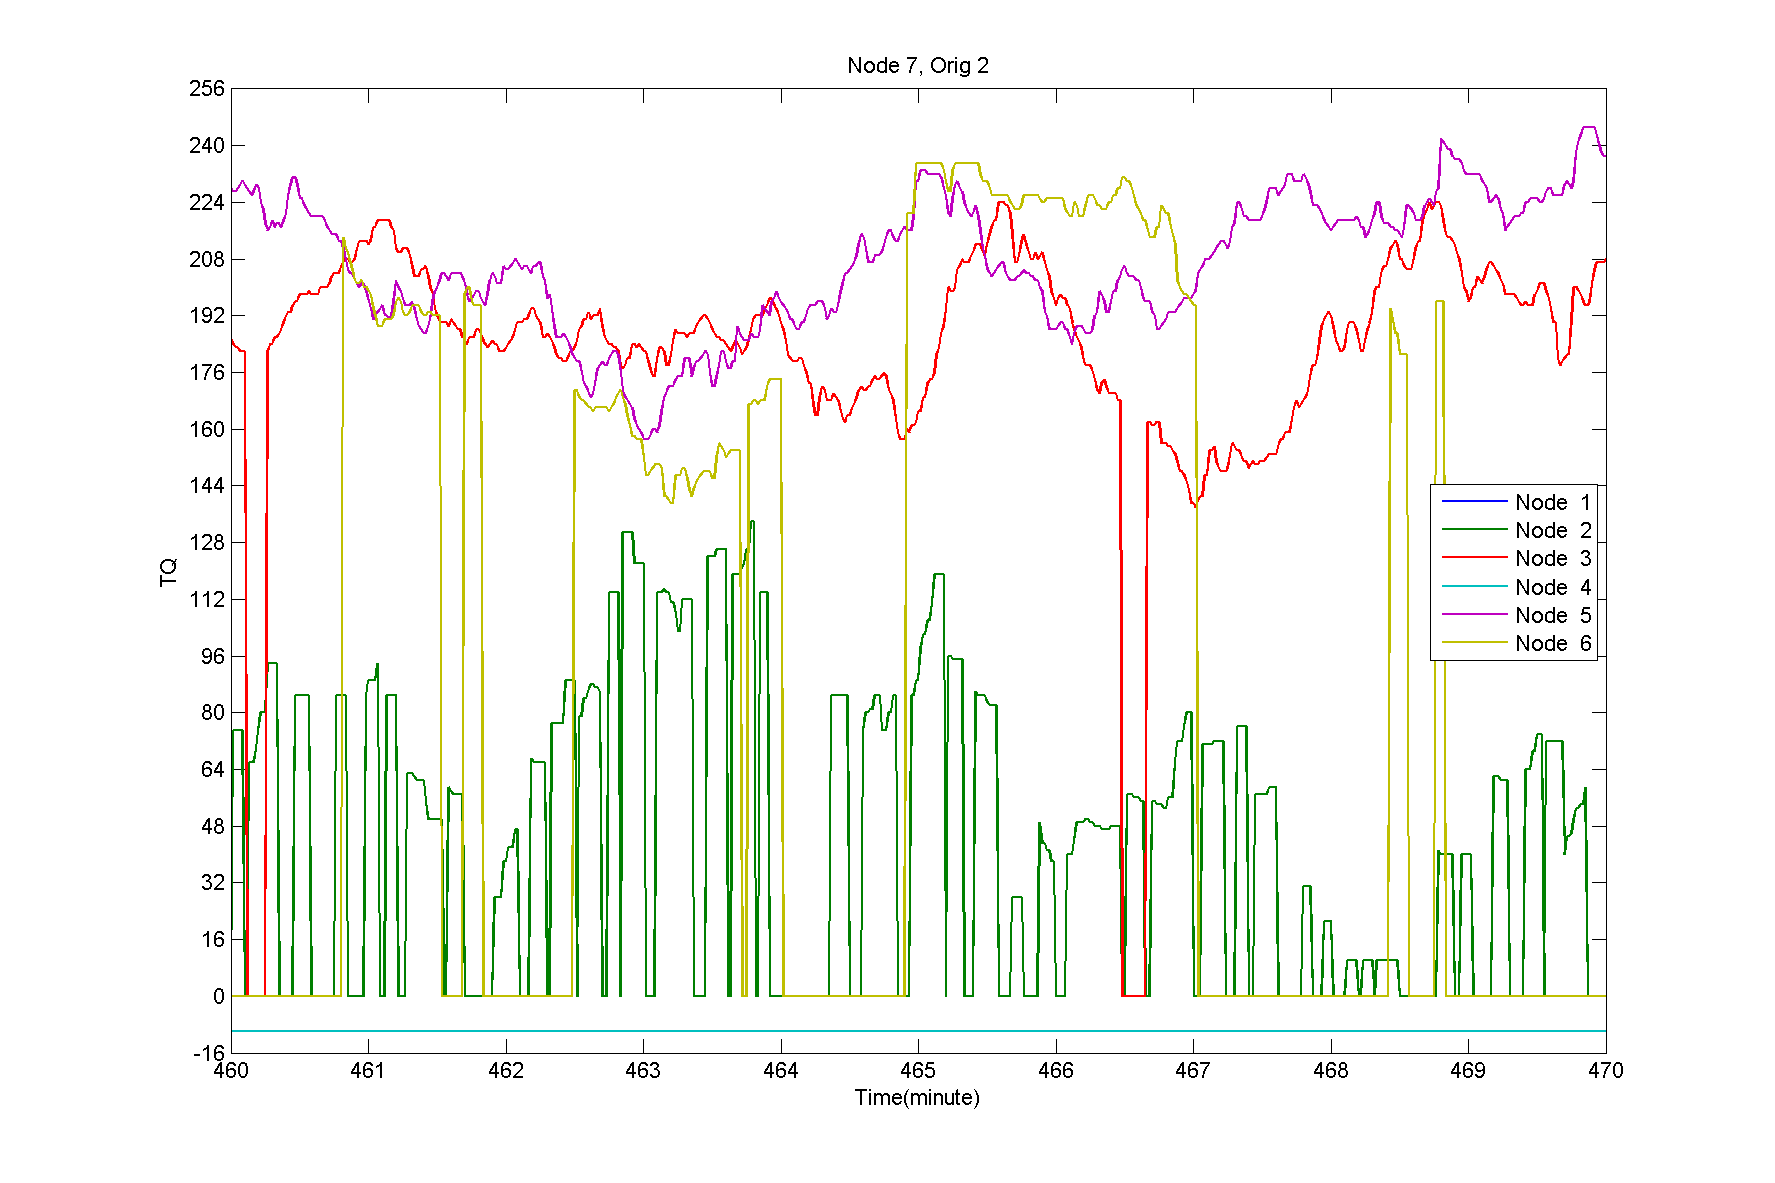 Node 7, Orig 2
256
240
224
208
192
176
160
144
128
112
96
80
64
48
32
16
0
-16
TQ
Node 1
Node 2
Node 3
Node 4
Node 5
Node 6
460 461 462 463 464 465 466 467 468 469 470
Time(minute)